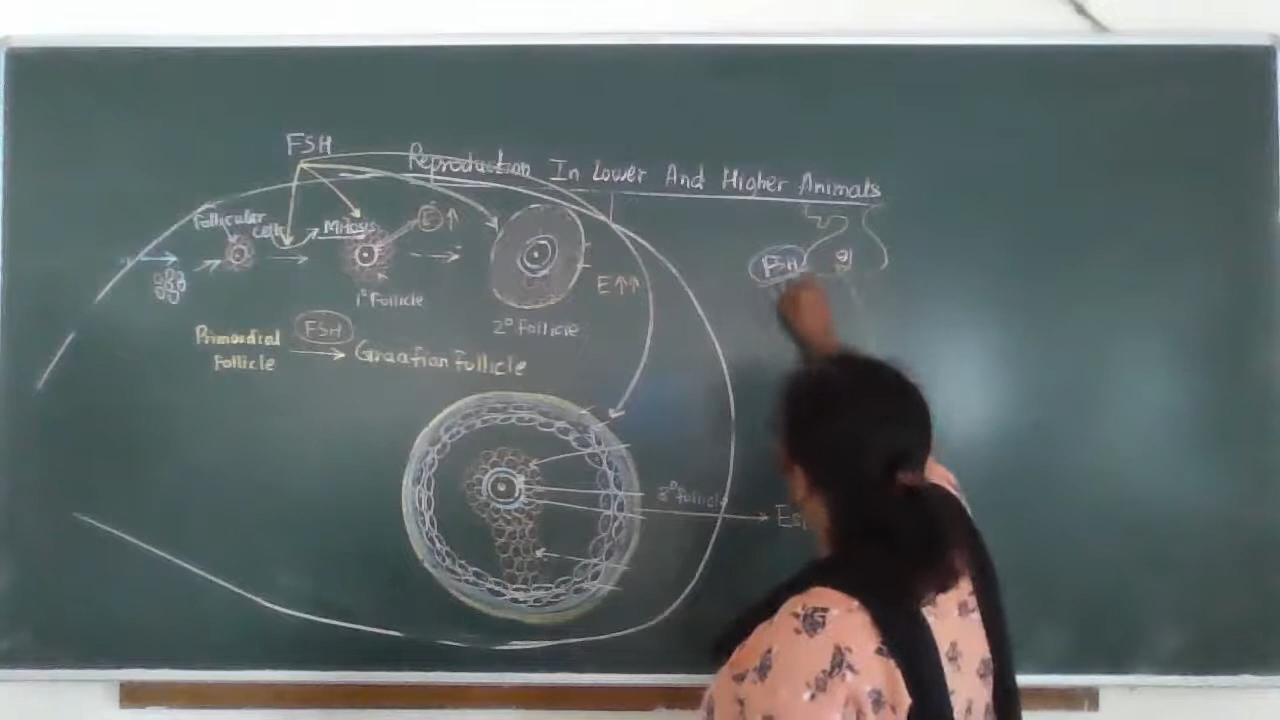 FSH
Reproduction In Lower And Higher Animals
Follicular
Cells
Mitosis
E ↑
FSH
1° Follicle
E↑↑
2° Follicle
Primordial
Follicle
FSH
Graafian Follicle
3° Follicle